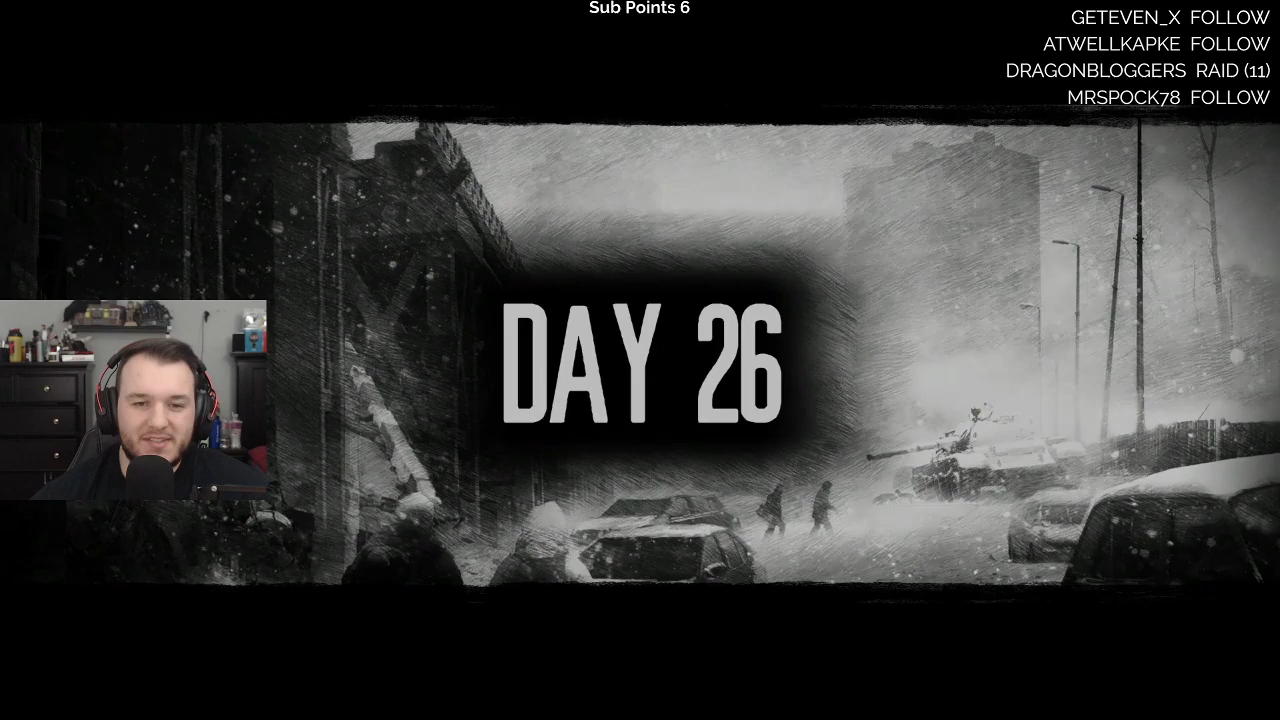 Sub Points 6
GETEVEN_X FOLLOW
ATWELLKAPKE FOLLOW
DRAGONBLOGGERS RAID (11)
MRSPOCK78 FOLLOW
DAY 26